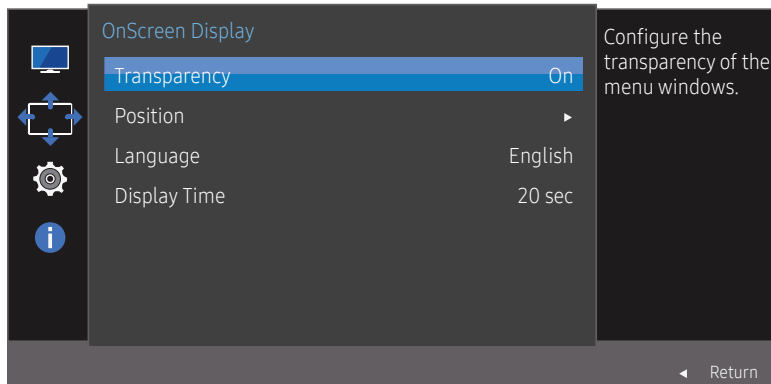 OnScreen Display
Transparency On
Position ▸
Language English
Display Time 20 sec
Configure the
transparency of the
menu windows.
◂ Return